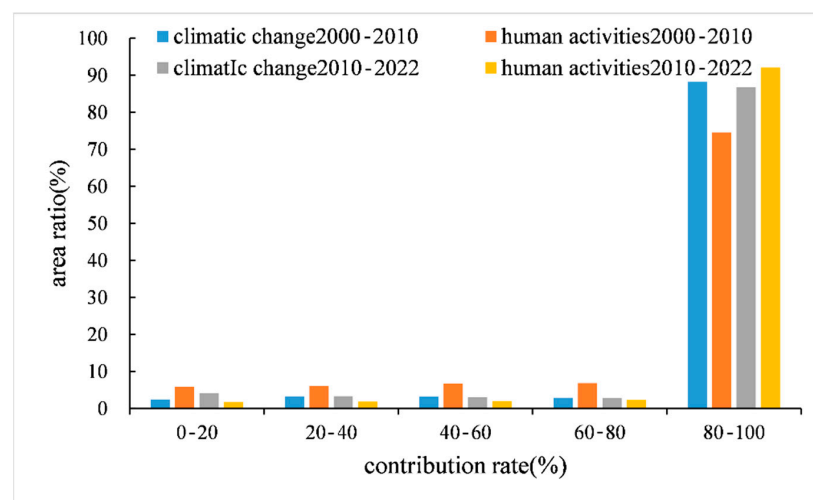 climatic change2000-2010 human activities2000-2010
climatIc change2010-2022 human activities2010-2022
100
90
80
70
60
50
40
30
20
10
0
area ratio(%)
0-20 20-40 40-60 60-80 80-100
contribution rate(%)